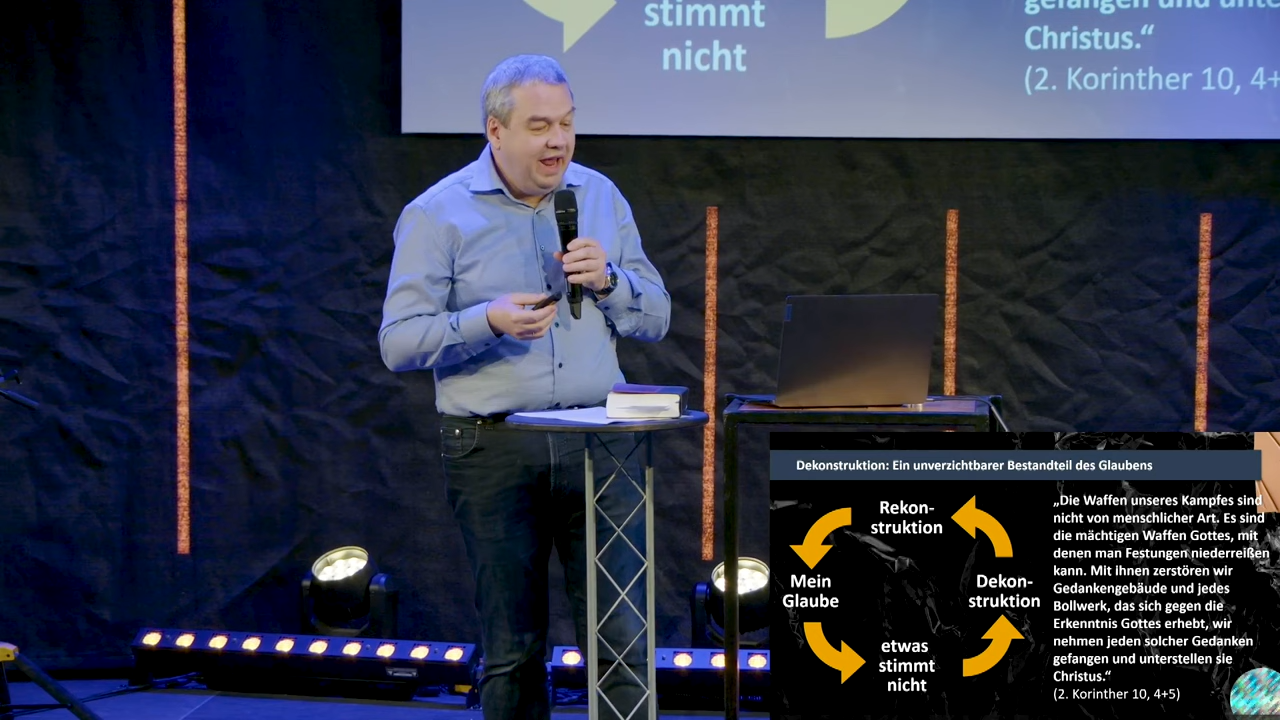 gefangen und unte
stimmt
nicht
Christus.“
(2. Korinther 10, 4+
Dekonstruktion: Ein unverzichtbarer Bestandteil des Glaubens
Rekon-
struktion
Mein
Glaube
Dekon-
struktion
etwas
stimmt
nicht
„Die Waffen unseres Kampfes sind
nicht von menschlicher Art. Es sind
die mächtigen Waffen Gottes, mit
denen man Festungen niederreißen
kann. Mit ihnen zerstören wir
Gedankengebäude und jedes
Bollwerk, das sich gegen die
Erkenntnis Gottes erhebt, wir
nehmen jeden solcher Gedanken
gefangen und unterstellen sie
Christus.“
(2. Korinther 10, 4+5)